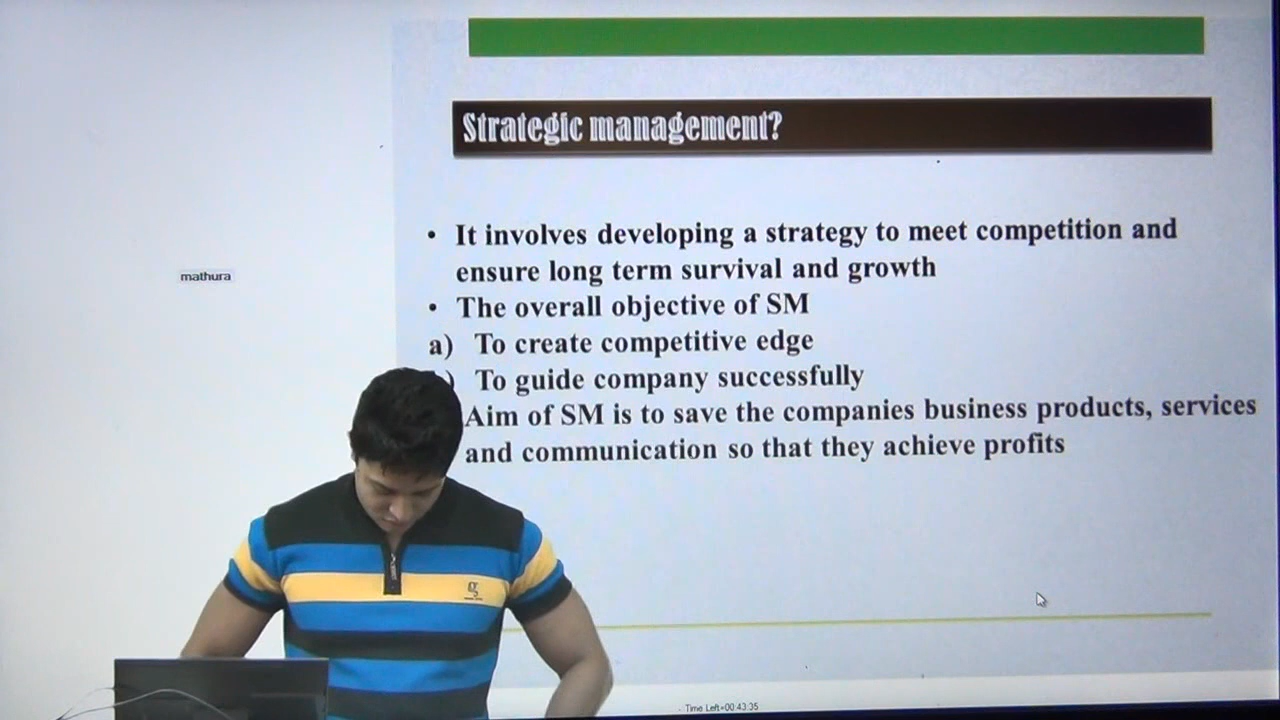 Strategic management?
• It involves developing a strategy to meet competition and
ensure long term survival and growth
• The overall objective of SM
a) To create competitive edge
) To guide company successfully
Aim of SM is to save the companies business products, services
and communication so that they achieve profits
mathura
Time Left=00:43:35